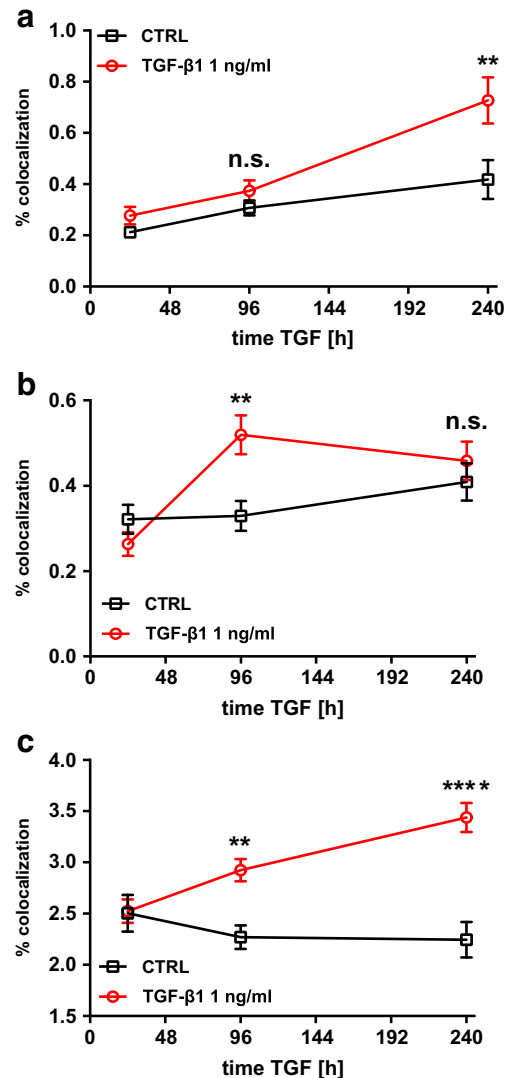 a
CTRL
TGF-β1 1 ng/ml
**
n.s.
% colocalization
1.0
0.8
0.6
0.4
0.2
0.0
0 48 96 144 192 240
time TGF [h]
b
**
n.s.
% colocalization
0.6
0.4
0.2
0.0
CTRL
TGF-β1 1 ng/ml
0 48 96 144 192 240
time TGF [h]
c
****
**
% colocalization
4.0
3.5
3.0
2.5
2.0
1.5
CTRL
TGF-β1 1 ng/ml
0 48 96 144 192 240
time TGF [h]